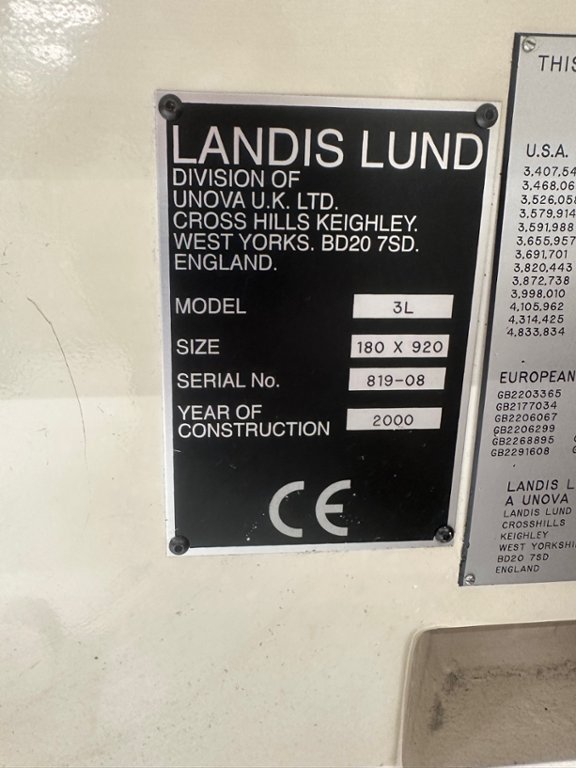 LANDIS LUND
DIVISION OF
UNOVA U.K. LTD.
CROSS HILLS KEIGHLEY.
WEST YORKS. BD20 7SD.
ENGLAND.
MODEL 3L
SIZE 180 X 920
SERIAL No. 819-08
YEAR OF
CONSTRUCTION 2000
CE
THIS
U.S.A.
3,407,54
3,468,06
3,526,058
3,579,914
3,591,988
3,655,957
3,691,701
3,820,443
3,872,738
3,998,010
4,105,962
4,314,425
4,833,834
EUROPEAN
GB2203365
GB2177034
GB2206067
GB2206299
GB2268895
GB2291608
LANDIS L
A UNOVA
LANDIS LUND
CROSSHILLS
KEIGHLEY
WEST YORKSHI
BD20 7SD
ENGLAND